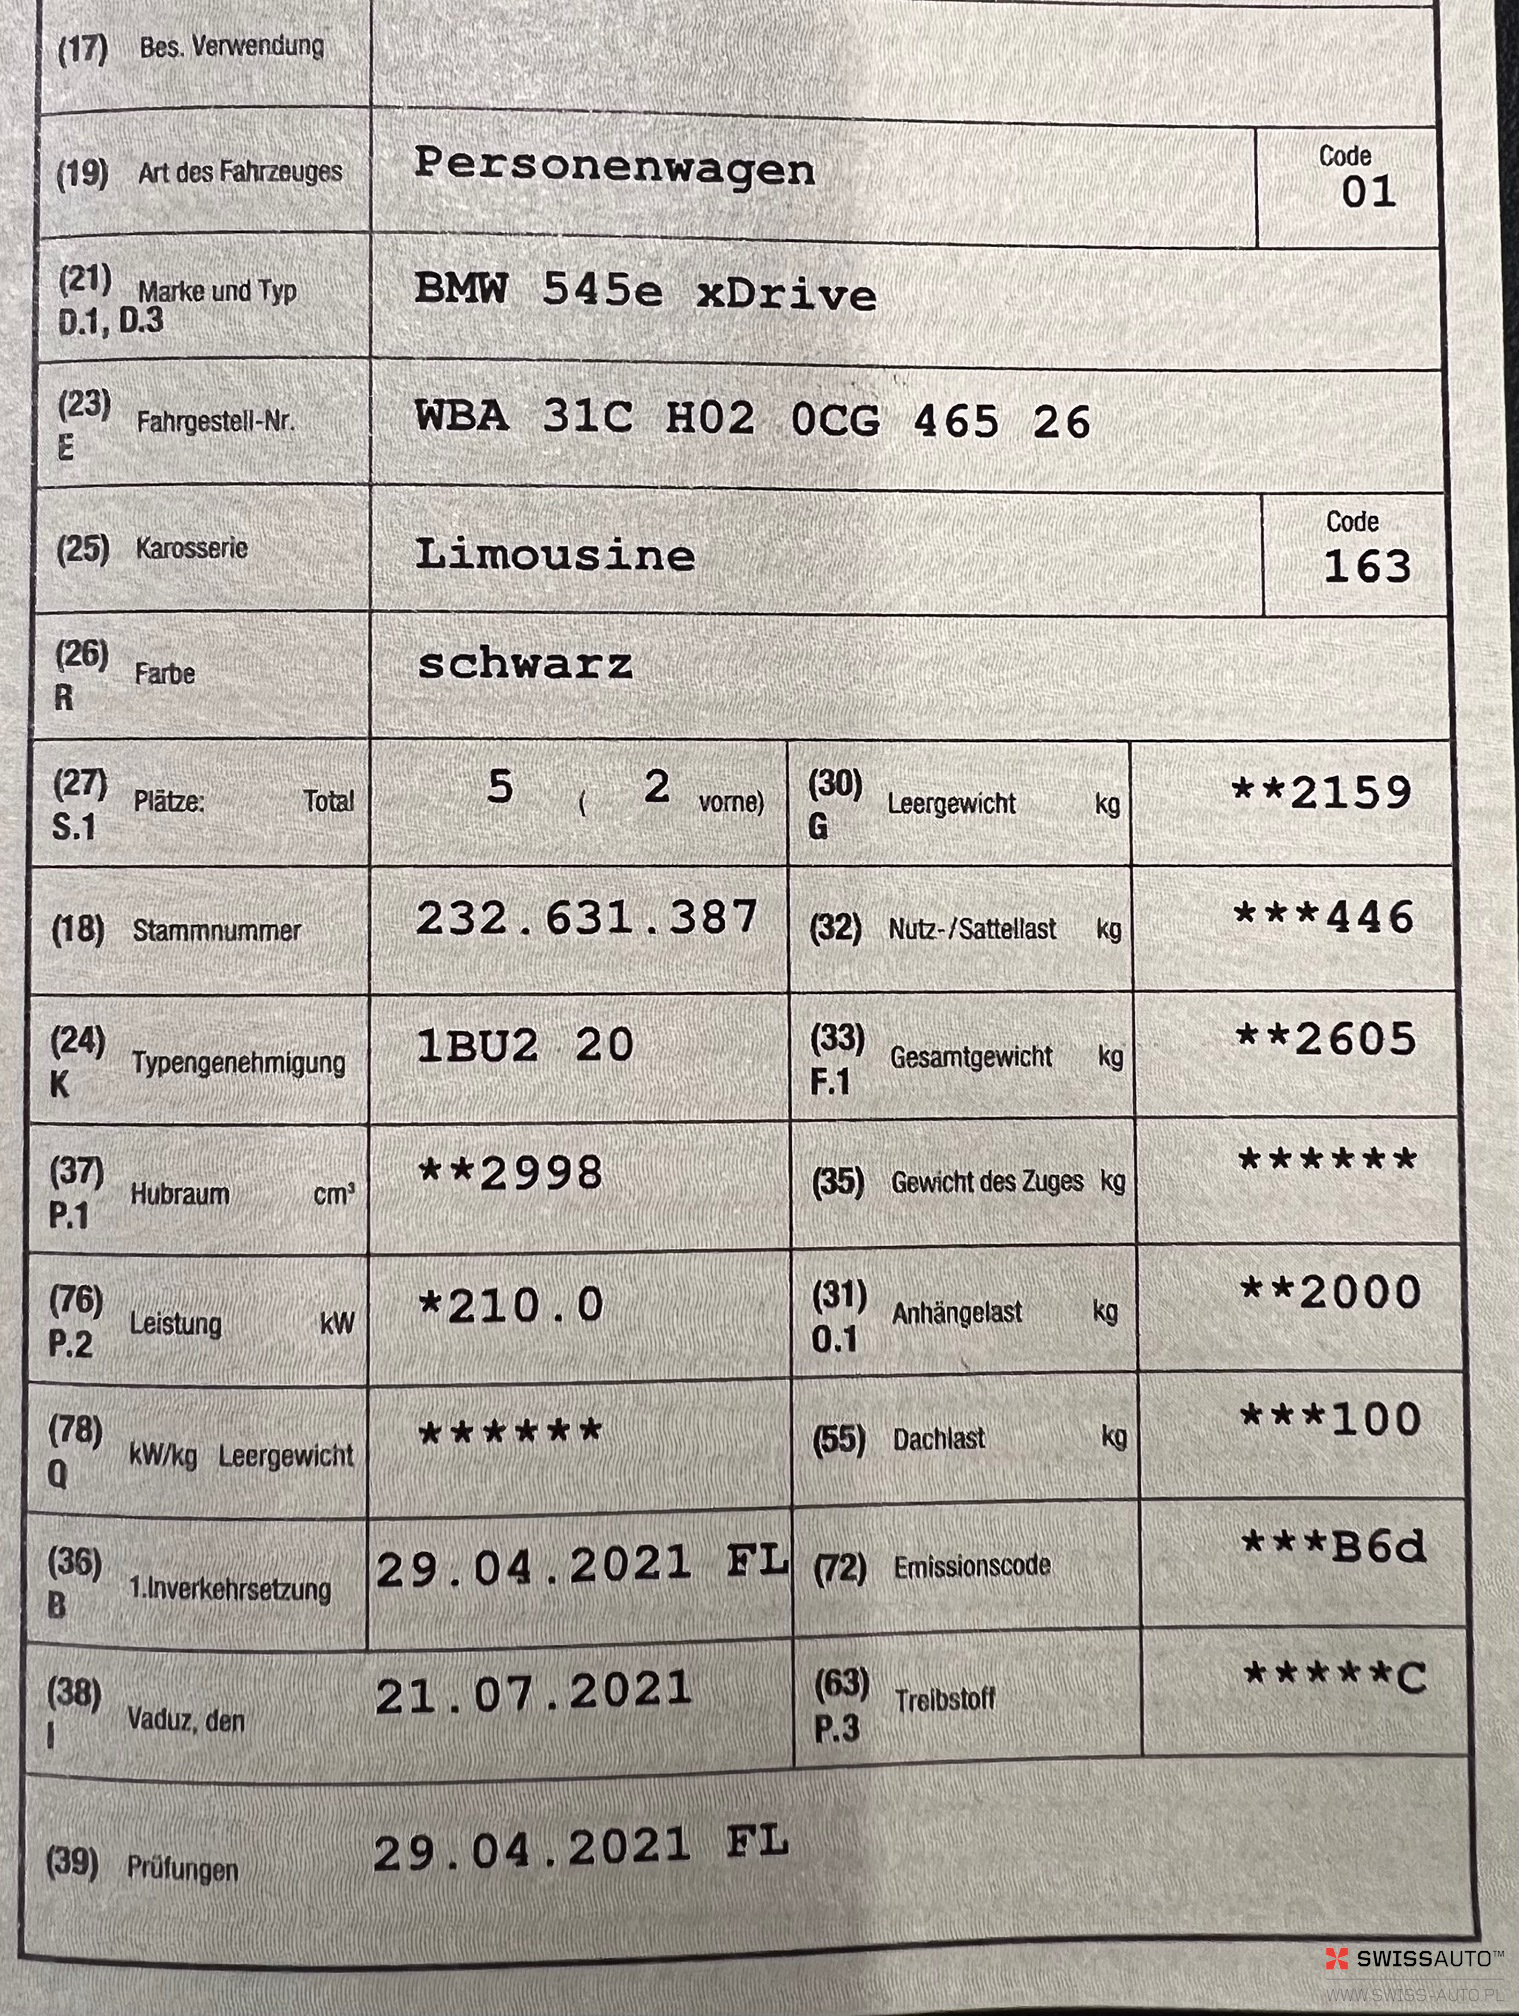 (17) Bes. Verwendung
(19) Art des Fahrzeuges Personenwagen Code 01
(21) D.1, D.3 Marke und Typ BMW 545e xDrive
(23) E Fahrgestell-Nr. WBA 31C H02 0CG 465 26
(25) Karosserie Limousine Code 163
(26) R Farbe schwarz
(27) S.1 Plätze: Total 5 ( 2 vorne) (30) G Leergewicht kg **2159
(18) Stammnummer 232.631.387 (32) Nutz-/Sattellast kg ***446
(24) K Typengenehmigung 1BU2 20 (33) F.1 Gesamtgewicht kg **2605
(37) P.1 Hubraum cm³ **2998 (35) Gewicht des Zuges kg ******
(76) P.2 Leistung kW *210.0 (31) O.1 Anhängelast kg **2000
(78) Q kW/kg Leergewicht ****** (55) Dachlast kg ***100
(36) B 1.Inverkehrsetzung 29.04.2021 FL (72) Emissionscode ***B6d
(38) I Vaduz, den 21.07.2021 (63) P.3 Treibstoff *****C
(39) Prüfungen 29.04.2021 FL
SWISSAUTO™
WWW.SWISS-AUTO.PL